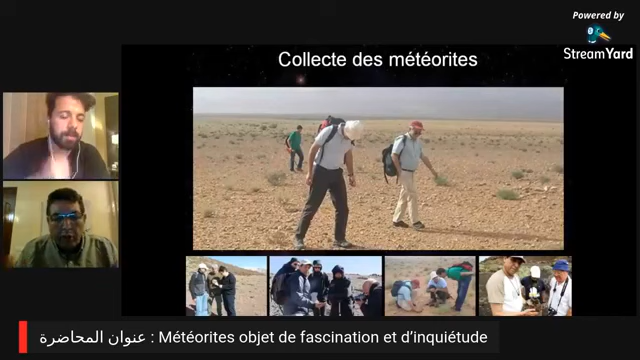 Powered by
StreamYard
Collecte des météorites
عنوان المحاضرة : Météorites objet de fascination et d'inquiétude